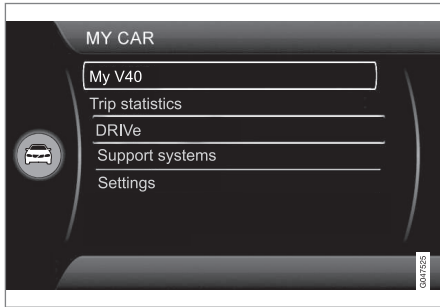 MY CAR
My V40
Trip statistics
DRIVe
Support systems
Settings
G047525